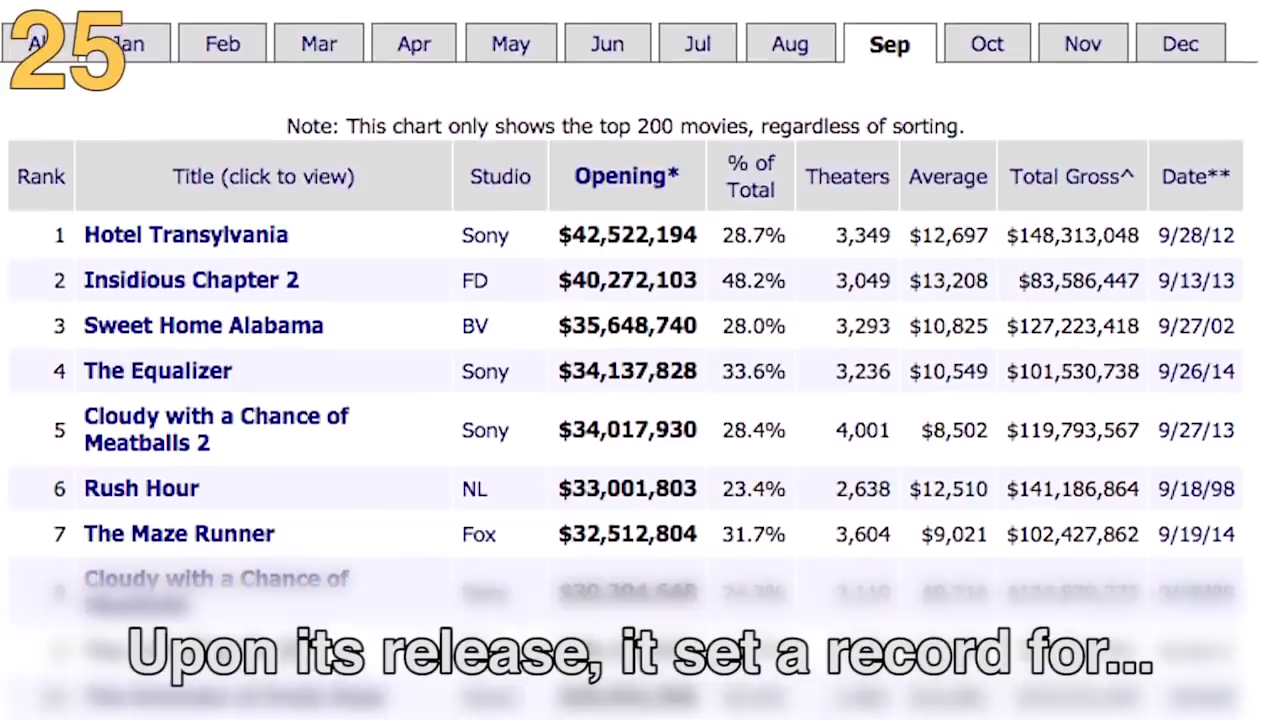 25
Jan Feb Mar Apr May Jun Jul Aug Sep Oct Nov Dec
Note: This chart only shows the top 200 movies, regardless of sorting.
Rank Title (click to view) Studio Opening* % of Total Theaters Average Total Gross^ Date**
1 Hotel Transylvania Sony $42,522,194 28.7% 3,349 $12,697 $148,313,048 9/28/12
2 Insidious Chapter 2 FD $40,272,103 48.2% 3,049 $13,208 $83,586,447 9/13/13
3 Sweet Home Alabama BV $35,648,740 28.0% 3,293 $10,825 $127,223,418 9/27/02
4 The Equalizer Sony $34,137,828 33.6% 3,236 $10,549 $101,530,738 9/26/14
5 Cloudy with a Chance of Meatballs 2 Sony $34,017,930 28.4% 4,001 $8,502 $119,793,567 9/27/13
6 Rush Hour NL $33,001,803 23.4% 2,638 $12,510 $141,186,864 9/18/98
7 The Maze Runner Fox $32,512,804 31.7% 3,604 $9,021 $102,427,862 9/19/14
Cloudy with a Chance of
Upon its release, it set a record for...